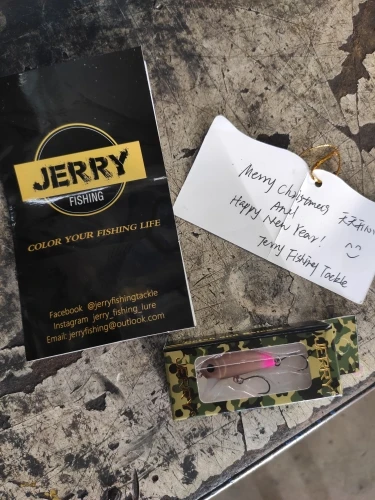 JERRY
FISHING
COLOR YOUR FISHING LIFE
Facebook @jerryfishingtackle
Instagram jerry_fishing_lure
Email: jerryfishing@outlook.com
Merry Christmas
And
Happy New Year!
Jerry Fishing Tackle
JERRY